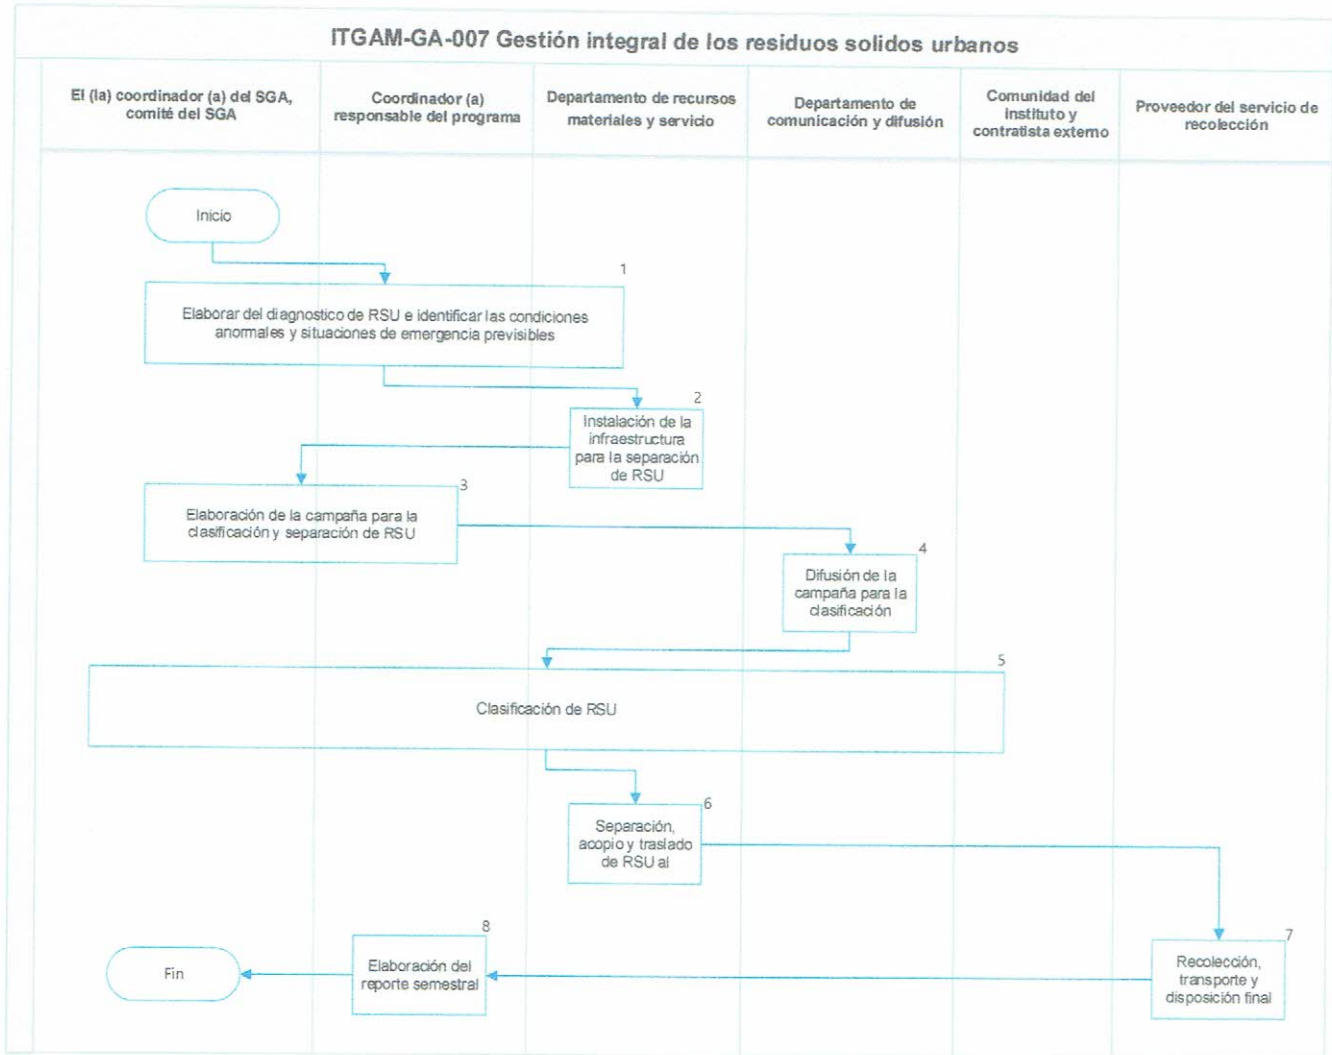 ITGAM-GA-007 Gestión integral de los residuos solidos urbanos
El (la) coordinador (a) del SGA,
comité del SGA
Coordinador (a)
responsable del programa
Departamento de recursos
materiales y servicio
Departamento de
comunicación y difusión
Comunidad del
instituto y
contratista externo
Proveedor del servicio de
recolección
Inicio
1
Elaborar del diagnostico de RSU e identificar las condiciones
anormales y situaciones de emergencia previsibles
2
Instalación de la
infraestructura
para la separación
de RSU
3
Elaboración de la campaña para la
clasificación y separación de RSU
4
Difusión de la
campaña para la
clasificación
5
Clasificación de RSU
6
Separación,
acopio y traslado
de RSU al
7
Recolección,
transporte y
disposición final
8
Elaboración del
reporte semestral
Fin